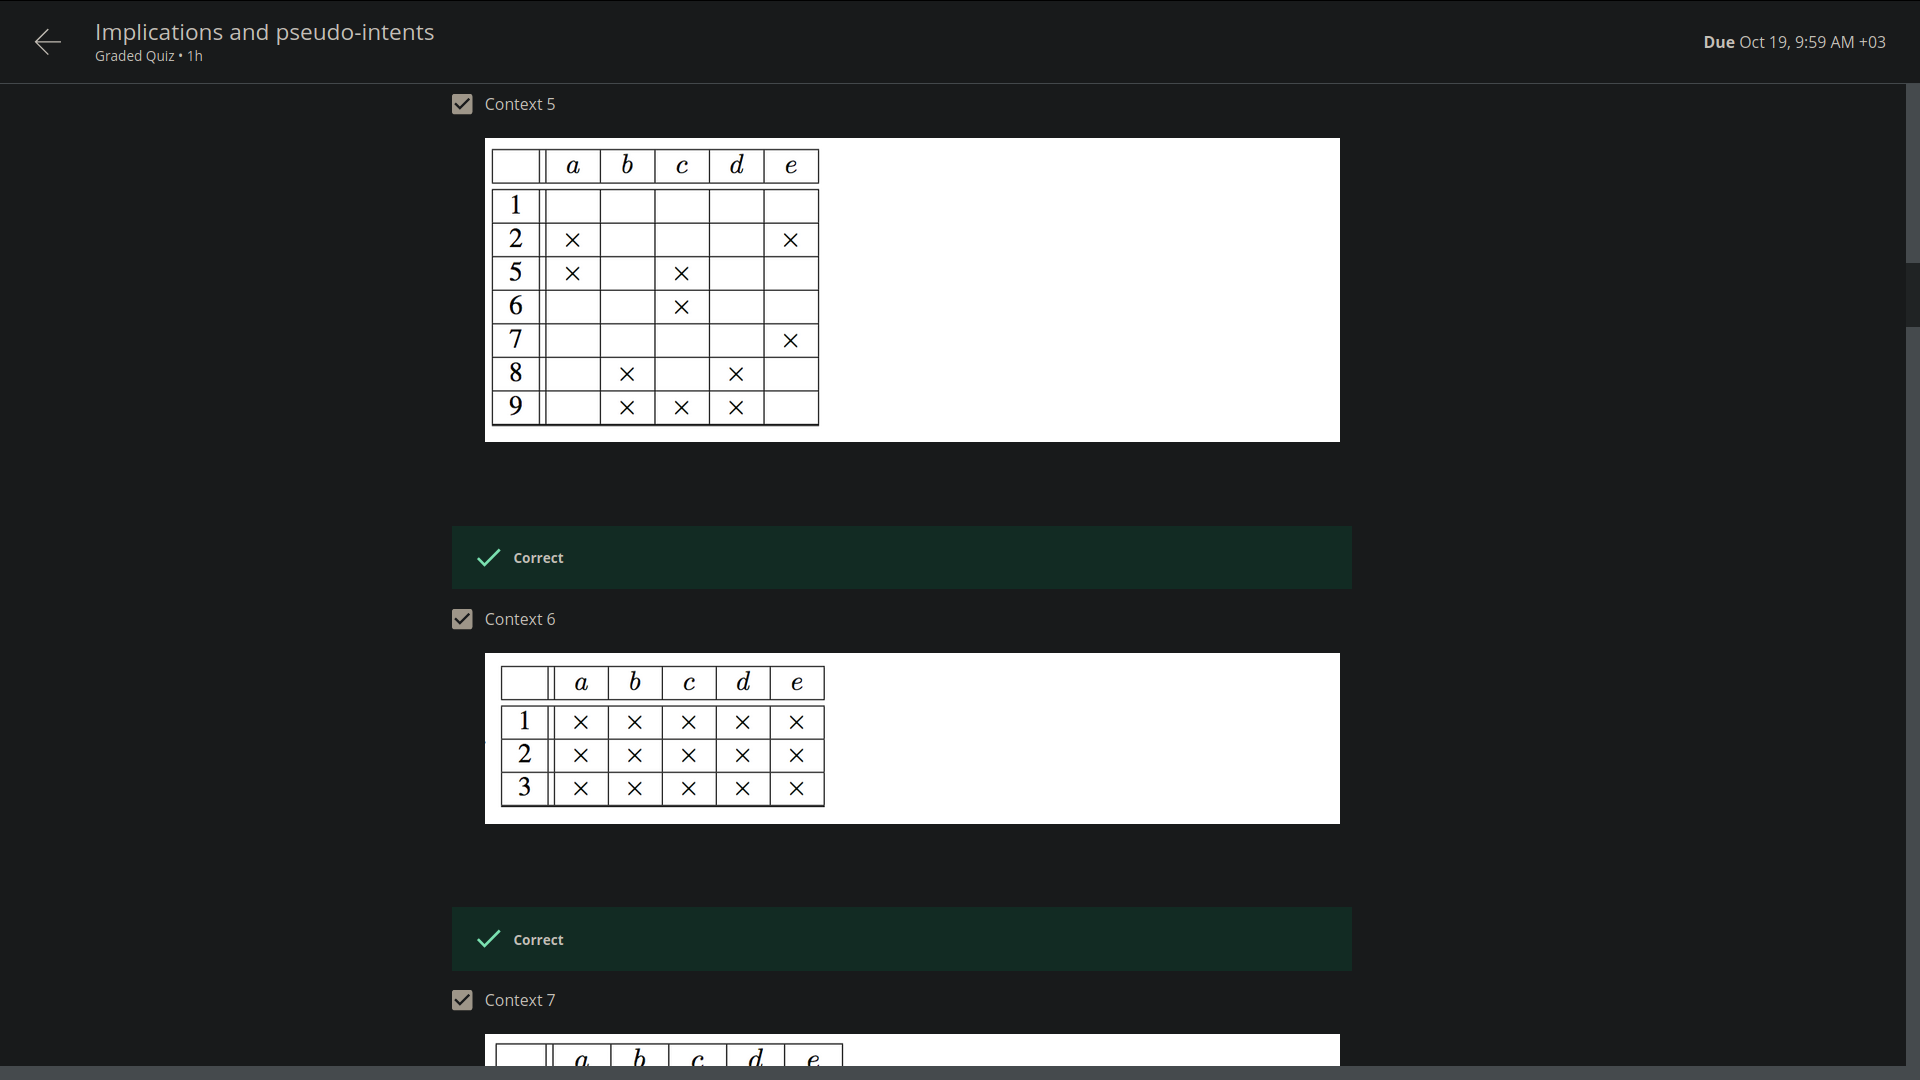 Implications and pseudo-intents
Graded Quiz • 1h
Due Oct 19, 9:59 AM +03
Context 5
a b c d e
1
2 × ×
5 × ×
6 ×
7 ×
8 × ×
9 × × ×
Correct
Context 6
a b c d e
1 × × × × ×
2 × × × × ×
3 × × × × ×
Correct
Context 7
a b c d e